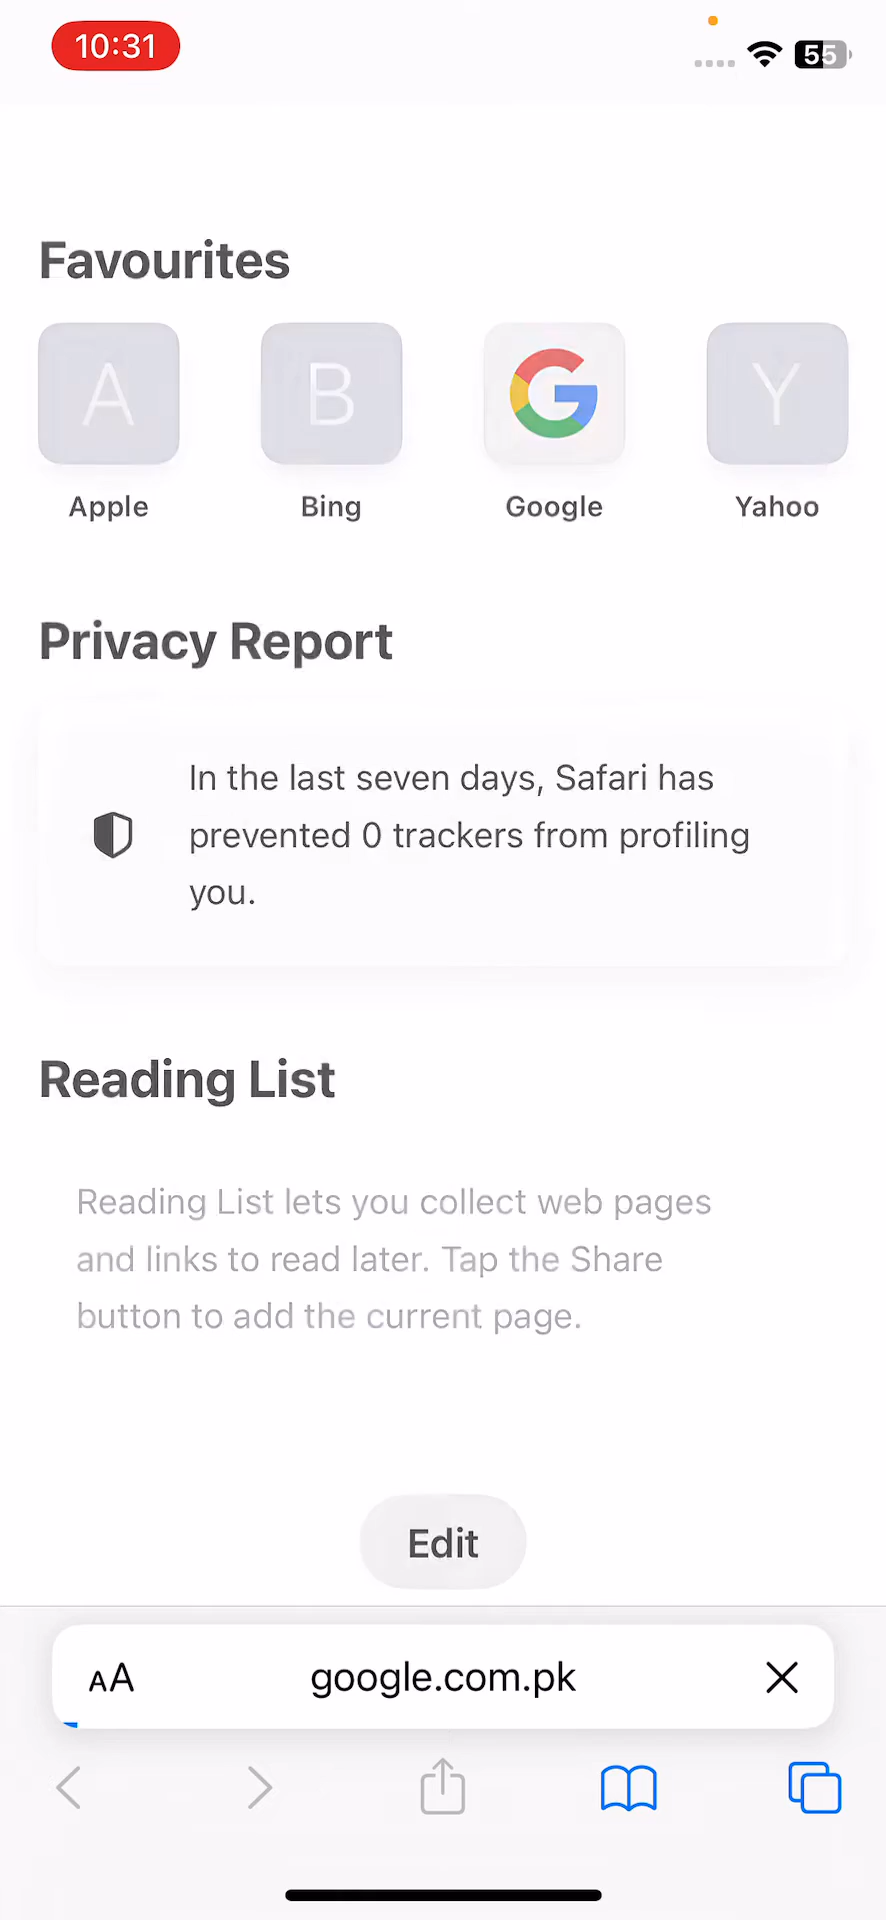 10:31
55
Favourites
A
B
G
Y
Apple
Bing
Google
Yahoo
Privacy Report
In the last seven days, Safari has
prevented 0 trackers from profiling
you.
Reading List
Reading List lets you collect web pages
and links to read later. Tap the Share
button to add the current page.
Edit
AA
google.com.pk